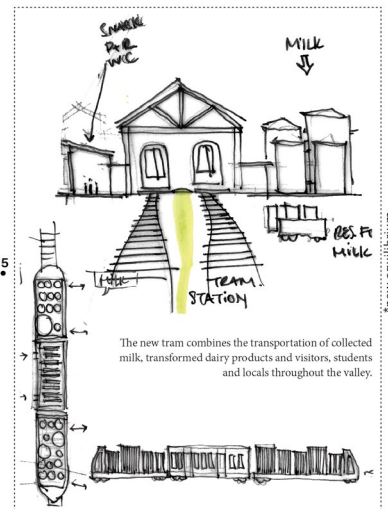 SNACK
BAR
WC
MILK
MILK
5
MILK
TRAM
STATION
The new tram combines the transportation of collected
milk, transformed dairy products and visitors, students
and locals throughout the valley.